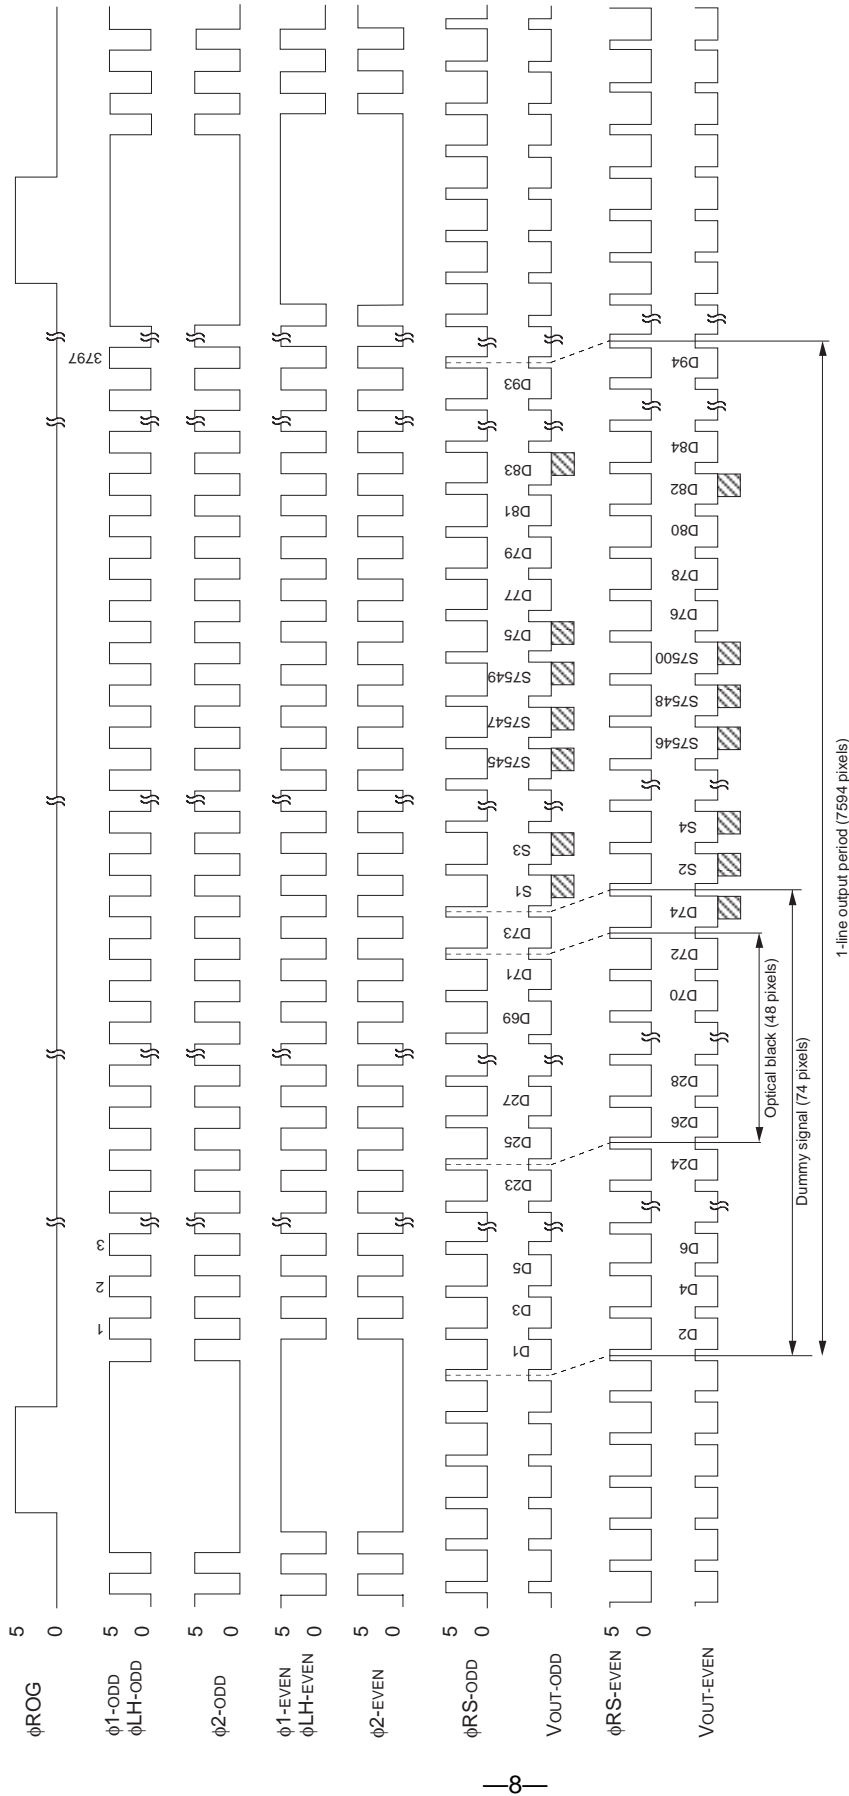 φROG
5
0
φ1-ODD
φLH-ODD
5
0
1
2
3
3797
φ2-ODD
5
0
φ1-EVEN
φLH-EVEN
5
0
φ2-EVEN
5
0
φRS-ODD
5
0
VOUT-ODD
D1
D3
D5
D23
D25
D27
D69
D71
D73
S1
S3
S7545
S7547
S7549
D75
D77
D79
D81
D83
D93
φRS-EVEN
5
0
VOUT-EVEN
D2
D4
D6
D24
D26
D28
D70
D72
D74
S2
S4
S7546
S7548
S7500
D76
D78
D80
D82
D84
D94
Optical black (48 pixels)
Dummy signal (74 pixels)
1-line output period (7594 pixels)
—8—